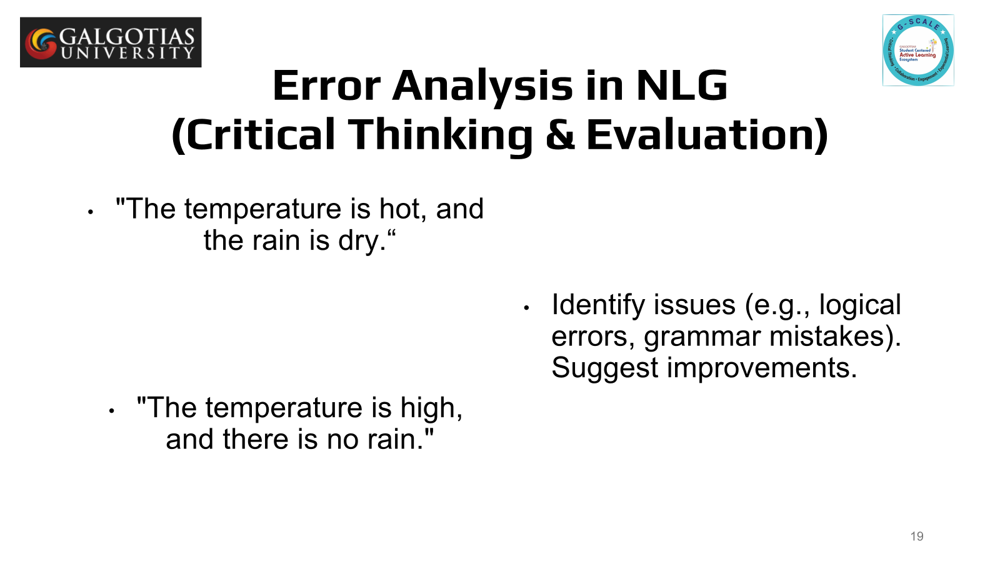 GALGOTIAS
UNIVERSITY
G-SCALE
GALGOTIAS
Student Centered
Active Learning
Ecosystem
• Critical Thinking • Collaboration • Engagement • Experiential Learning
Error Analysis in NLG
(Critical Thinking & Evaluation)
• "The temperature is hot, and
the rain is dry.“
• Identify issues (e.g., logical
errors, grammar mistakes).
Suggest improvements.
• "The temperature is high,
and there is no rain."
19